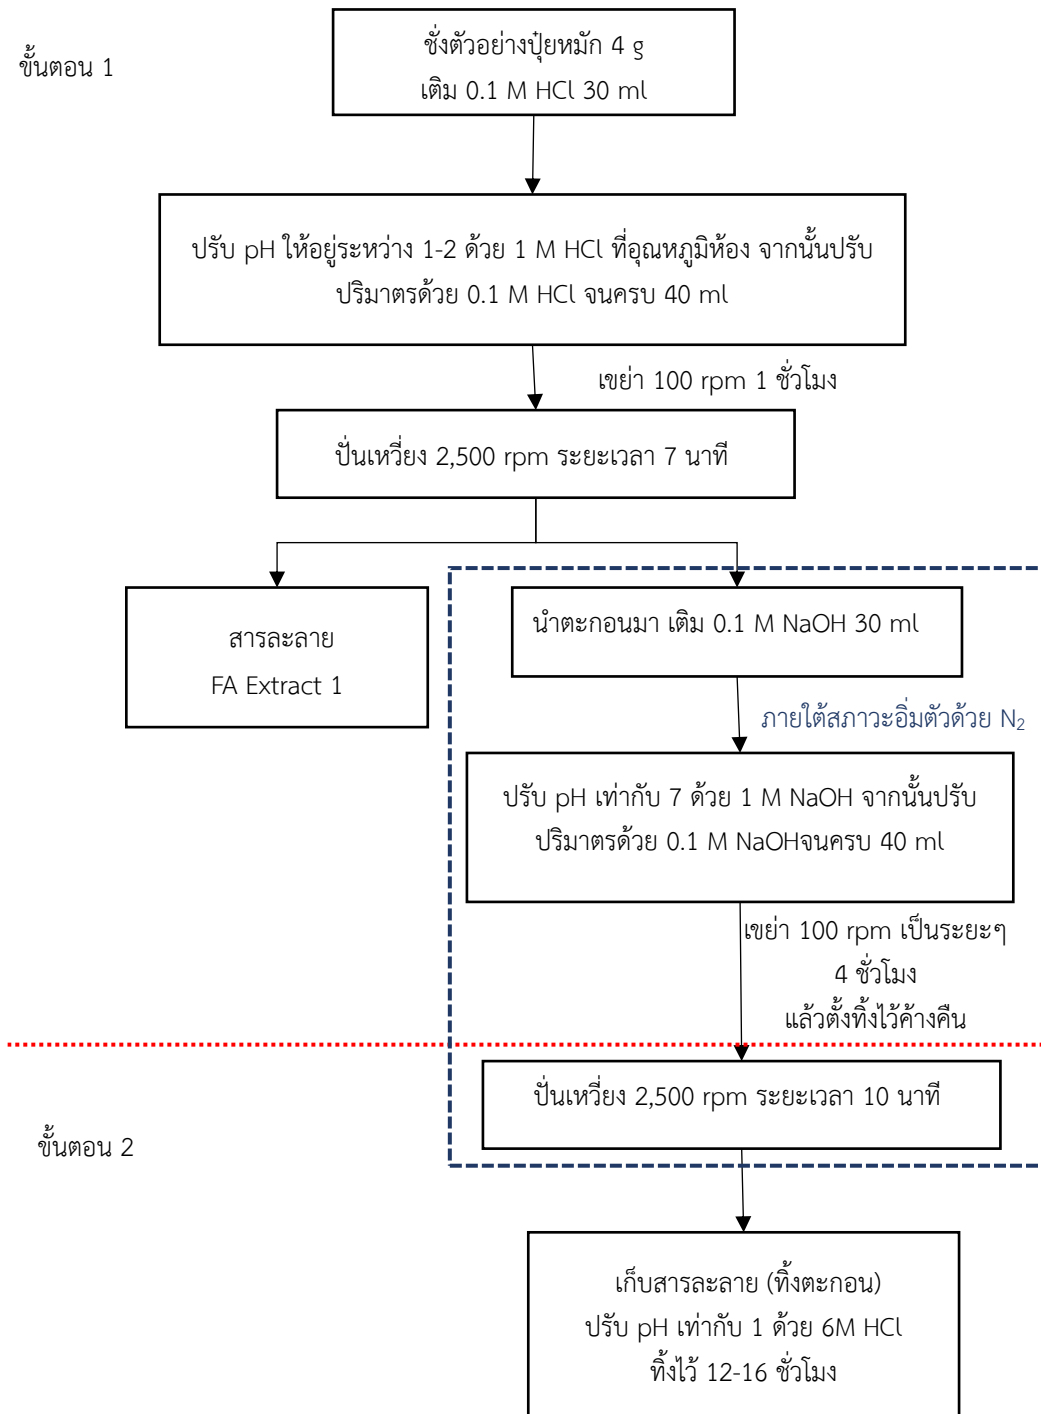 ขั้นตอน 1
ชั่งตัวอย่างปุ๋ยหมัก 4 g
เติม 0.1 M HCl 30 ml
ปรับ pH ให้อยู่ระหว่าง 1-2 ด้วย 1 M HCl ที่อุณหภูมิห้อง จากนั้นปรับ
ปริมาตรด้วย 0.1 M HCl จนครบ 40 ml
เขย่า 100 rpm 1 ชั่วโมง
ปั่นเหวี่ยง 2,500 rpm ระยะเวลา 7 นาที
สารละลาย
FA Extract 1
นำตะกอนมา เติม 0.1 M NaOH 30 ml
ภายใต้สภาวะอิ่มตัวด้วย N₂
ปรับ pH เท่ากับ 7 ด้วย 1 M NaOH จากนั้นปรับ
ปริมาตรด้วย 0.1 M NaOHจนครบ 40 ml
เขย่า 100 rpm เป็นระยะๆ
4 ชั่วโมง
แล้วตั้งทิ้งไว้ค้างคืน
ขั้นตอน 2
ปั่นเหวี่ยง 2,500 rpm ระยะเวลา 10 นาที
เก็บสารละลาย (ทิ้งตะกอน)
ปรับ pH เท่ากับ 1 ด้วย 6M HCl
ทิ้งไว้ 12-16 ชั่วโมง